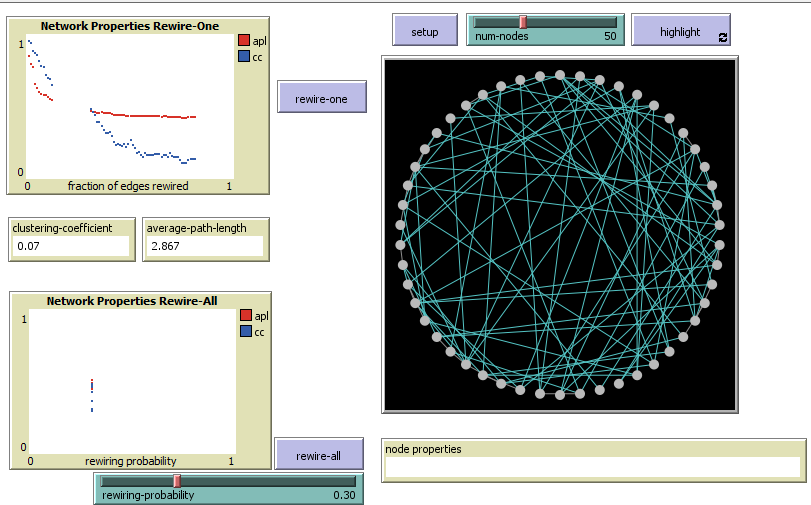 Network Properties Rewire-One
1
apl
cc
0
0
fraction of edges rewired
1
setup
num-nodes 50
highlight
rewire-one
clustering-coefficient
0.07
average-path-length
2.867
Network Properties Rewire-All
1
apl
cc
0
0
rewiring probability
1
rewire-all
rewiring-probability 0.30
node properties